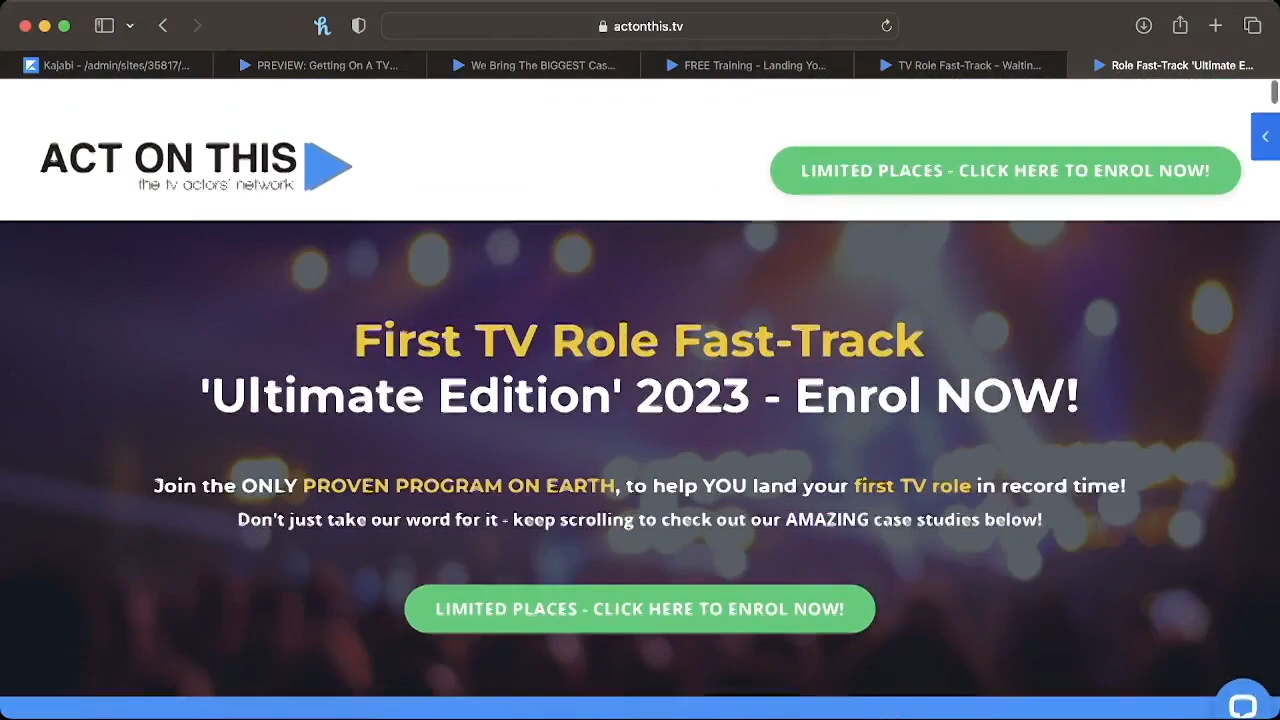 actonthis.tv
Kajabi - /admin/sites/35817/...
PREVIEW: Getting On A TV...
We Bring The BIGGEST Cas...
FREE Training - Landing Yo...
TV Role Fast-Track - Waitin...
Role Fast-Track 'Ultimate E...
ACT ON THIS
the tv actors' network
LIMITED PLACES - CLICK HERE TO ENROL NOW!
First TV Role Fast-Track
'Ultimate Edition' 2023 - Enrol NOW!
Join the ONLY PROVEN PROGRAM ON EARTH, to help YOU land your first TV role in record time!
Don't just take our word for it - keep scrolling to check out our AMAZING case studies below!
LIMITED PLACES - CLICK HERE TO ENROL NOW!